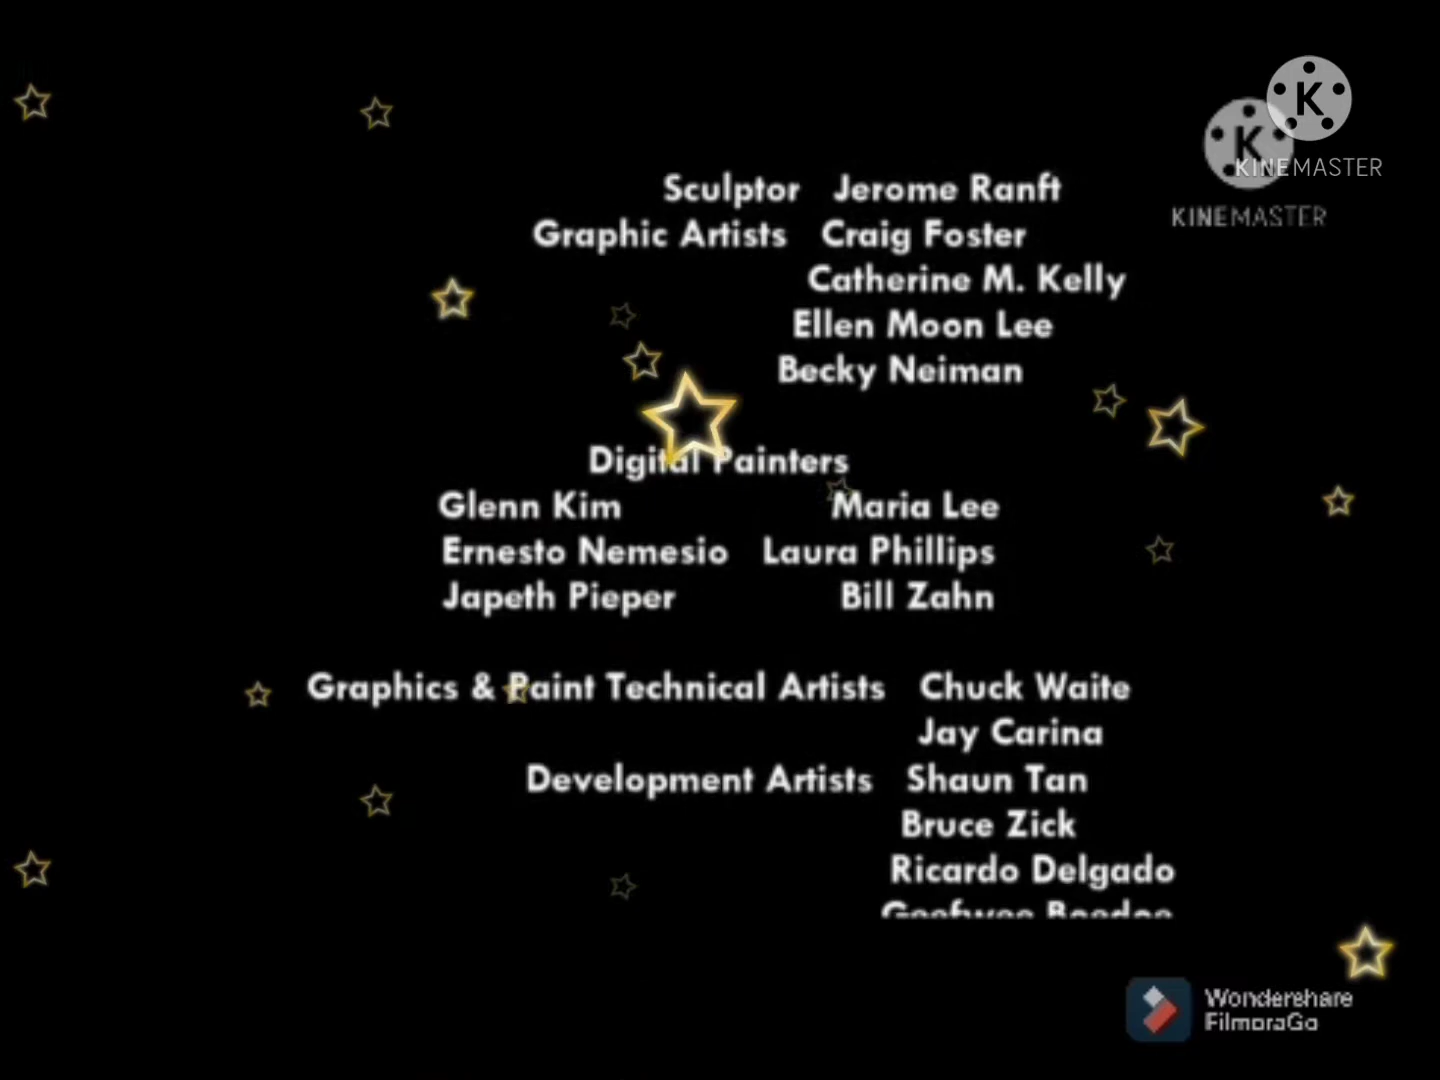 K
K
KINEMASTER
KINEMASTER
Sculptor Jerome Ranft
Graphic Artists Craig Foster
Catherine M. Kelly
Ellen Moon Lee
Becky Neiman
Digital Painters
Glenn Kim Maria Lee
Ernesto Nemesio Laura Phillips
Japeth Pieper Bill Zahn
Graphics & Paint Technical Artists Chuck Waite
Jay Carina
Development Artists Shaun Tan
Bruce Zick
Ricardo Delgado
Wondershare
FilmoraGo